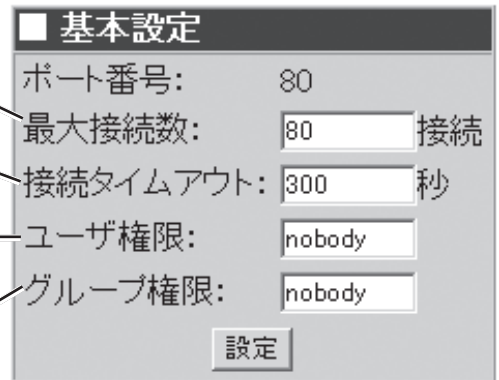 ■ 基本設定
ポート番号: 80
最大接続数: 80 接続
接続タイムアウト: 300 秒
ユーザ権限: nobody
グループ権限: nobody
設定